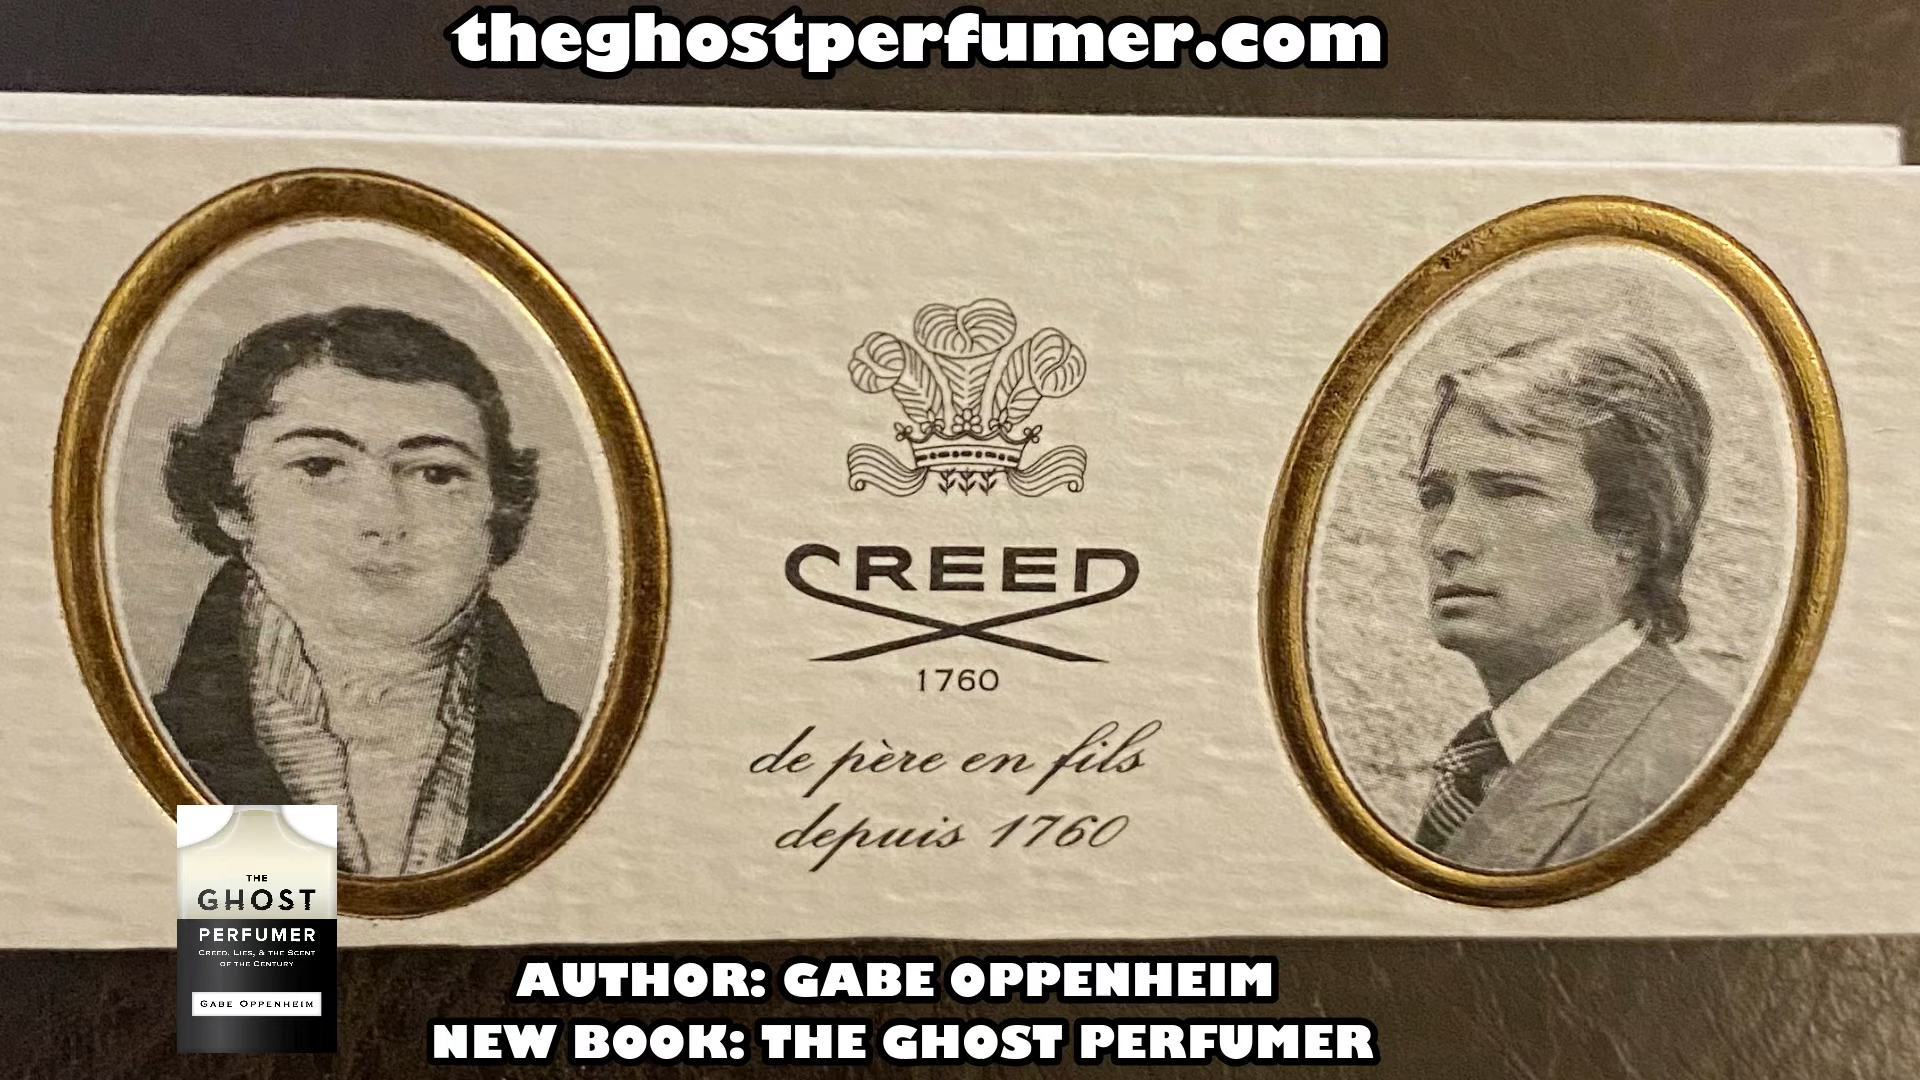 theghostperfumer.com
CREED
1760
de père en fils
depuis 1760
THE
GHOST
PERFUMER
CREED, LIES, & THE SCENT
OF THE CENTURY
GABE OPPENHEIM
AUTHOR: GABE OPPENHEIM
NEW BOOK: THE GHOST PERFUMER